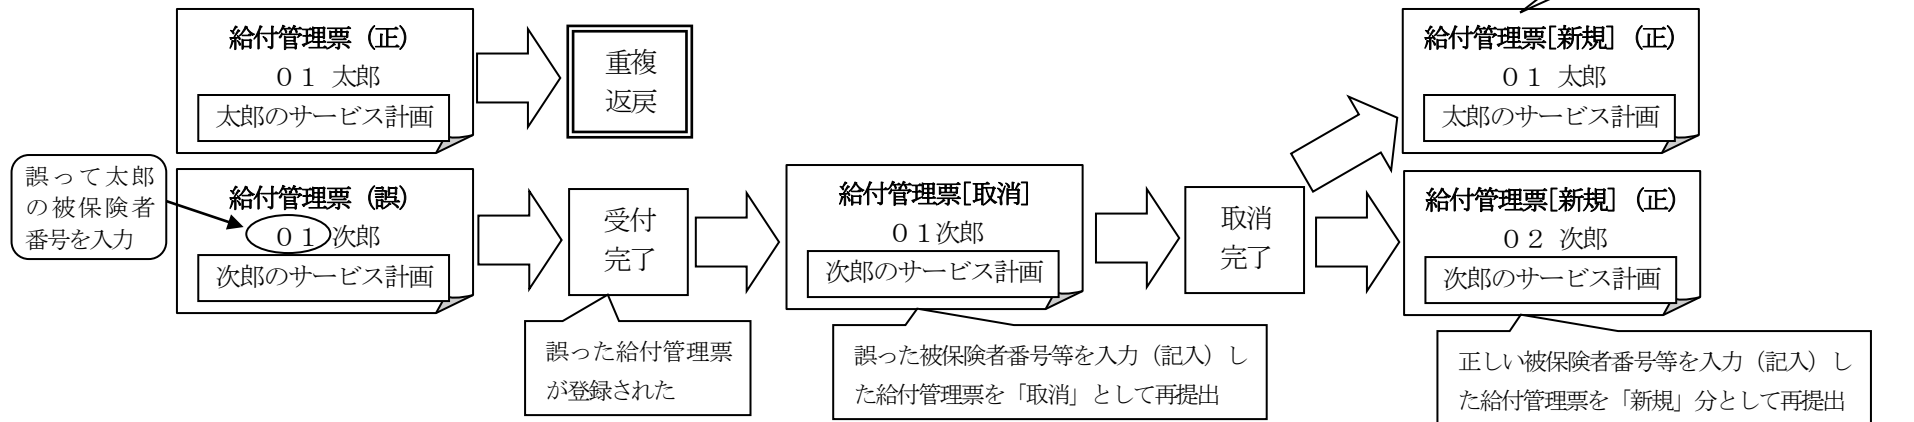 給付管理票（正）
０１ 太郎
太郎のサービス計画
重複
返戻
給付管理票[新規]（正）
０１ 太郎
太郎のサービス計画
誤って太郎
の被保険者
番号を入力
給付管理票（誤）
０１ 次郎
次郎のサービス計画
受付
完了
給付管理票[取消]
０１次郎
次郎のサービス計画
取消
完了
給付管理票[新規]（正）
０２ 次郎
次郎のサービス計画
誤った給付管理票
が登録された
誤った被保険者番号等を入力（記入）し
た給付管理票を「取消」として再提出
正しい被保険者番号等を入力（記入）し
た給付管理票を「新規」分として再提出